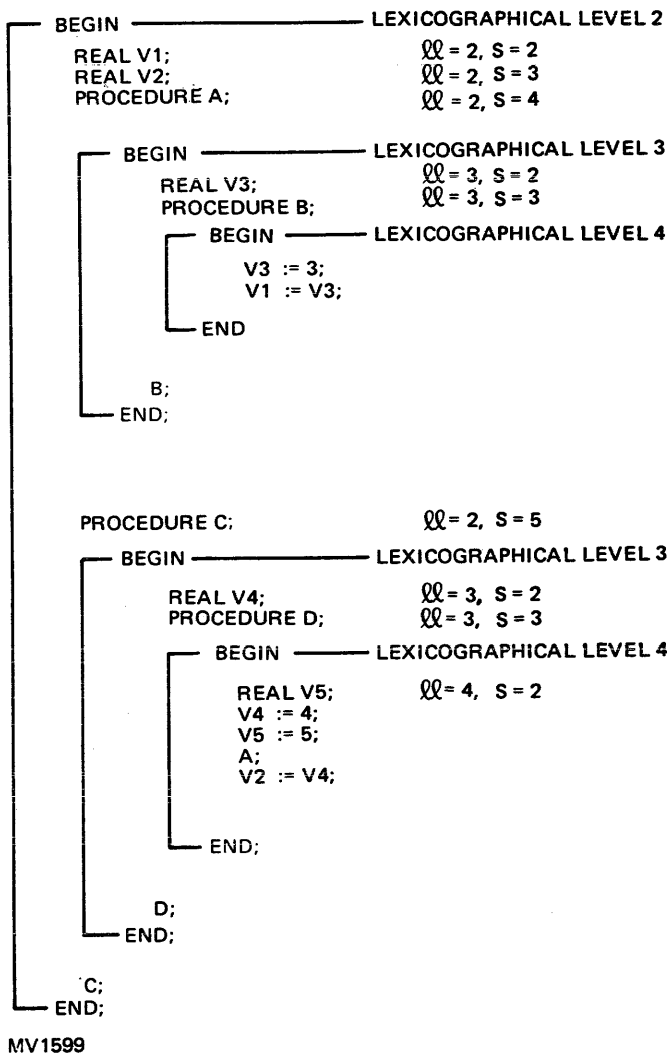 BEGIN LEXICOGRAPHICAL LEVEL 2
REAL V1; ℓℓ = 2, S = 2
REAL V2; ℓℓ = 2, S = 3
PROCEDURE A; ℓℓ = 2, S = 4
BEGIN LEXICOGRAPHICAL LEVEL 3
REAL V3; ℓℓ = 3, S = 2
PROCEDURE B; ℓℓ = 3, S = 3
BEGIN LEXICOGRAPHICAL LEVEL 4
V3 := 3;
V1 := V3;
END
B;
END;
PROCEDURE C; ℓℓ = 2, S = 5
BEGIN LEXICOGRAPHICAL LEVEL 3
REAL V4; ℓℓ = 3, S = 2
PROCEDURE D; ℓℓ = 3, S = 3
BEGIN LEXICOGRAPHICAL LEVEL 4
REAL V5; ℓℓ = 4, S = 2
V4 := 4;
V5 := 5;
A;
V2 := V4;
END;
D;
END;
C;
END;
MV1599